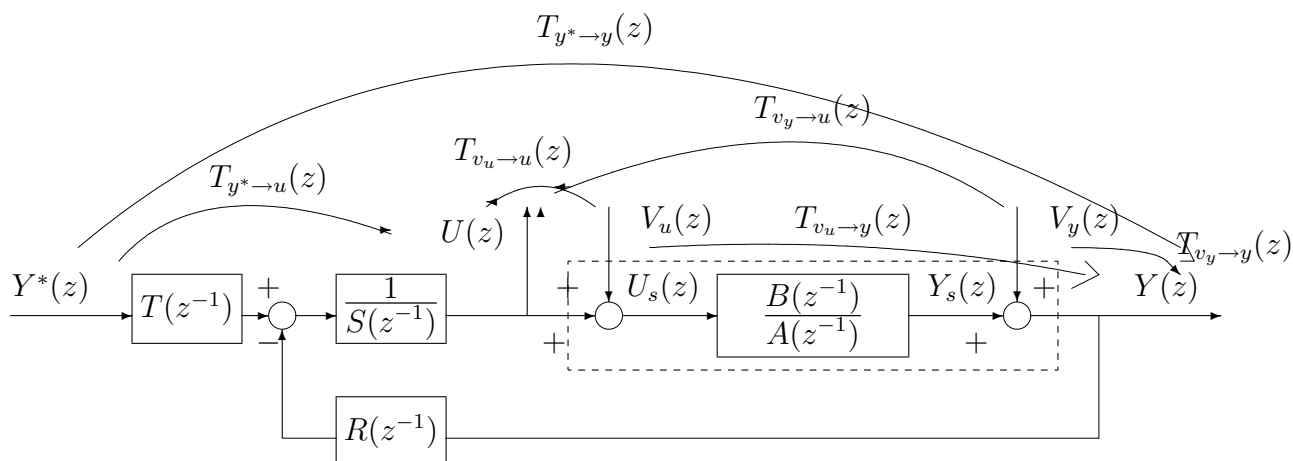 T_{y*→y}(z)
T_{v_y→u}(z)
T_{v_u→u}(z)
T_{y*→u}(z)
U(z)
V_u(z)
T_{v_u→y}(z)
V_y(z)
T_{v_y→y}(z)
Y*(z)
T(z⁻¹)
+
−
1
S(z⁻¹)
+
+
U_s(z)
B(z⁻¹)
A(z⁻¹)
Y_s(z)
+
+
Y(z)
R(z⁻¹)